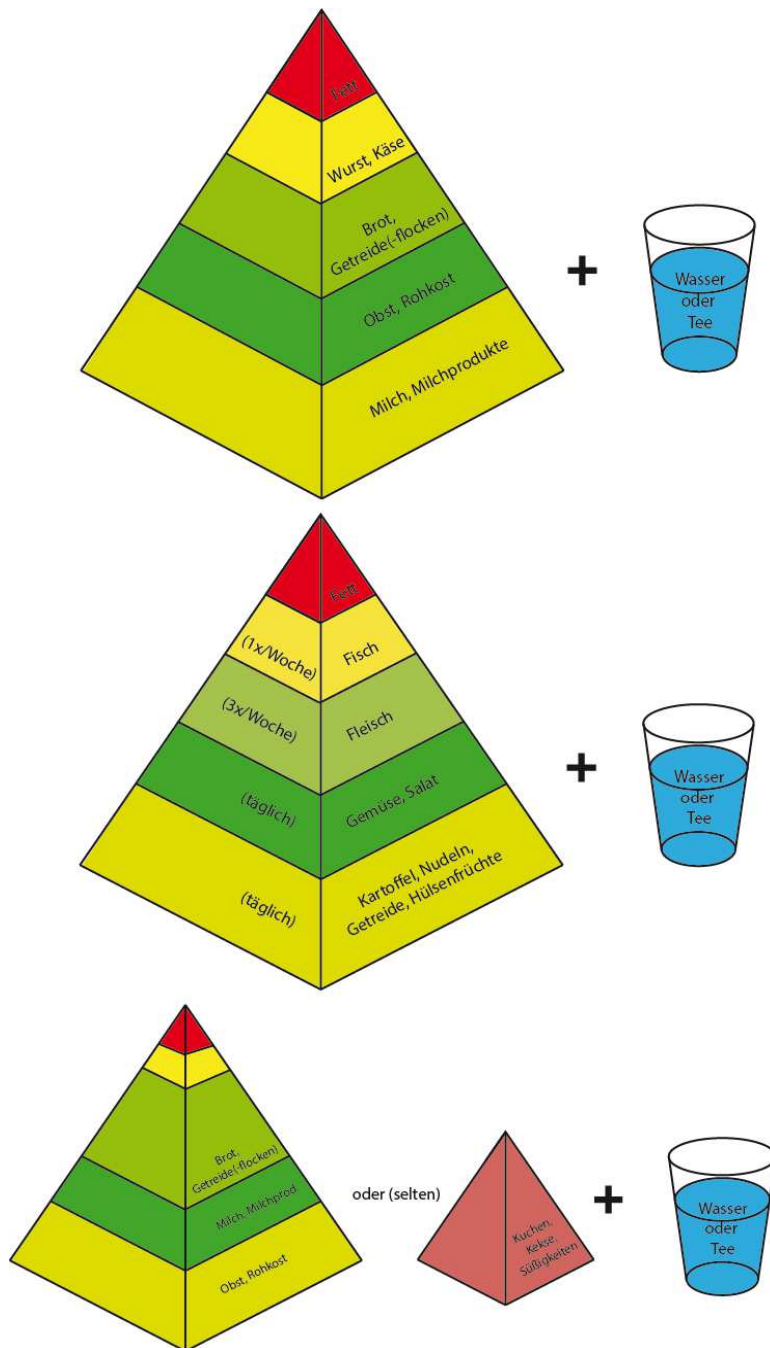 Fett
Wurst, Käse
Brot,
Getreide(-flocken)
Obst, Rohkost
Milch, Milchprodukte
+
Wasser
oder
Tee
Fett
(1x/Woche)
Fisch
(3x/Woche)
Fleisch
(täglich)
Gemüse, Salat
(täglich)
Kartoffel, Nudeln,
Getreide, Hülsenfrüchte
+
Wasser
oder
Tee
Brot,
Getreide(-flocken)
Milch, Milchprod.
Obst, Rohkost
oder (selten)
Kuchen,
Kekse,
Süßigkeiten
+
Wasser
oder
Tee